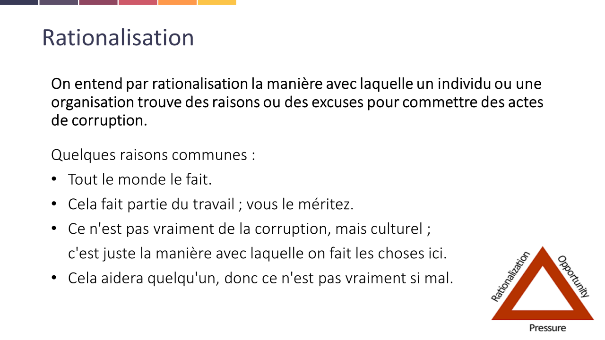 Rationalisation
On entend par rationalisation la manière avec laquelle un individu ou une
organisation trouve des raisons ou des excuses pour commettre des actes
de corruption.
Quelques raisons communes :
• Tout le monde le fait.
• Cela fait partie du travail ; vous le méritez.
• Ce n'est pas vraiment de la corruption, mais culturel ;
c'est juste la manière avec laquelle on fait les choses ici.
• Cela aidera quelqu'un, donc ce n'est pas vraiment si mal.
Rationalization
Opportunity
Pressure